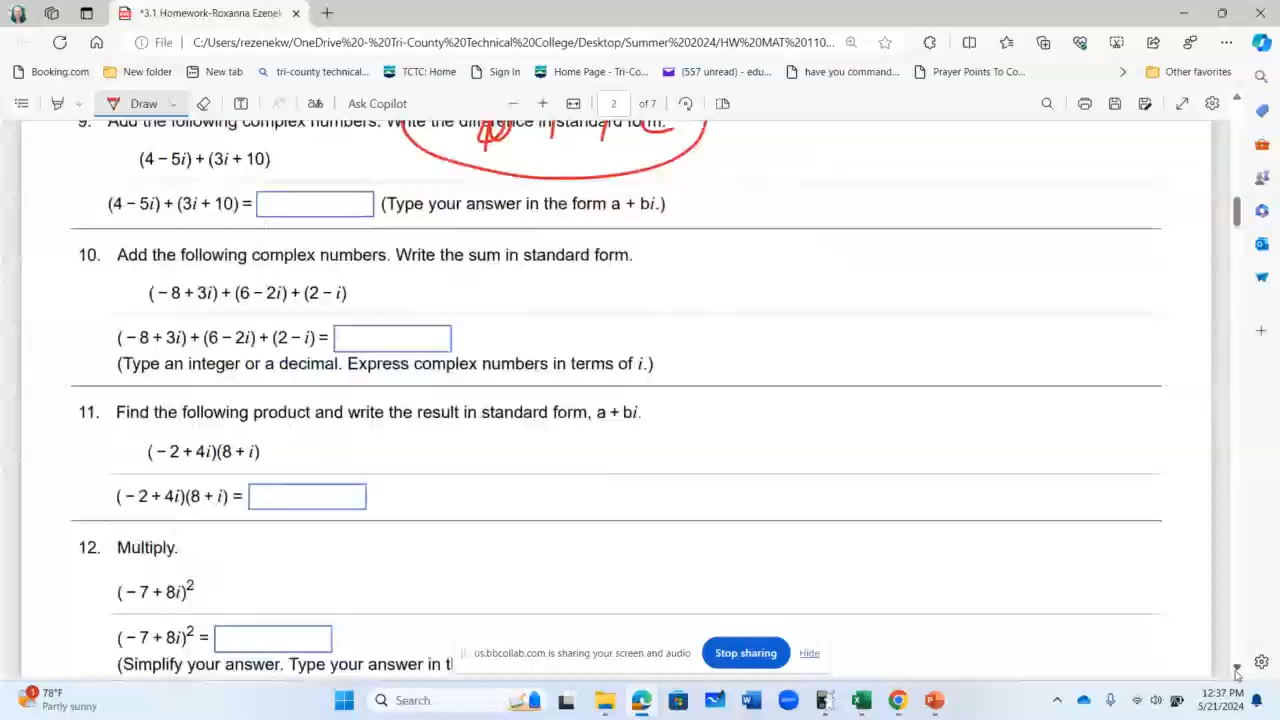 *3.1 Homework-Roxanna Ezenek
File C:/Users/rezenekw/OneDrive%20-%20Tri-County%20Technical%20College/Desktop/Summer%202024/HW%20MAT%20110...
Booking.com New folder New tab tri-county technical... TCTC: Home Sign In Home Page - Tri-Co... (557 unread) - edu... have you command... Prayer Points To Co... Other favorites
Draw Ask Copilot 2 of 7
9. Add the following complex numbers. Write the difference in standard form.
(4 − 5i) + (3i + 10)
(4 − 5i) + (3i + 10) = (Type your answer in the form a + bi.)
10. Add the following complex numbers. Write the sum in standard form.
( − 8 + 3i) + (6 − 2i) + (2 − i)
( − 8 + 3i) + (6 − 2i) + (2 − i) =
(Type an integer or a decimal. Express complex numbers in terms of i.)
11. Find the following product and write the result in standard form, a + bi.
( − 2 + 4i)(8 + i)
( − 2 + 4i)(8 + i) =
12. Multiply.
( − 7 + 8i)²
( − 7 + 8i)² =
(Simplify your answer. Type your answer in t
us.bbcollab.com is sharing your screen and audio Stop sharing Hide
1 78°F
Partly sunny
Search
12:37 PM
5/21/2024